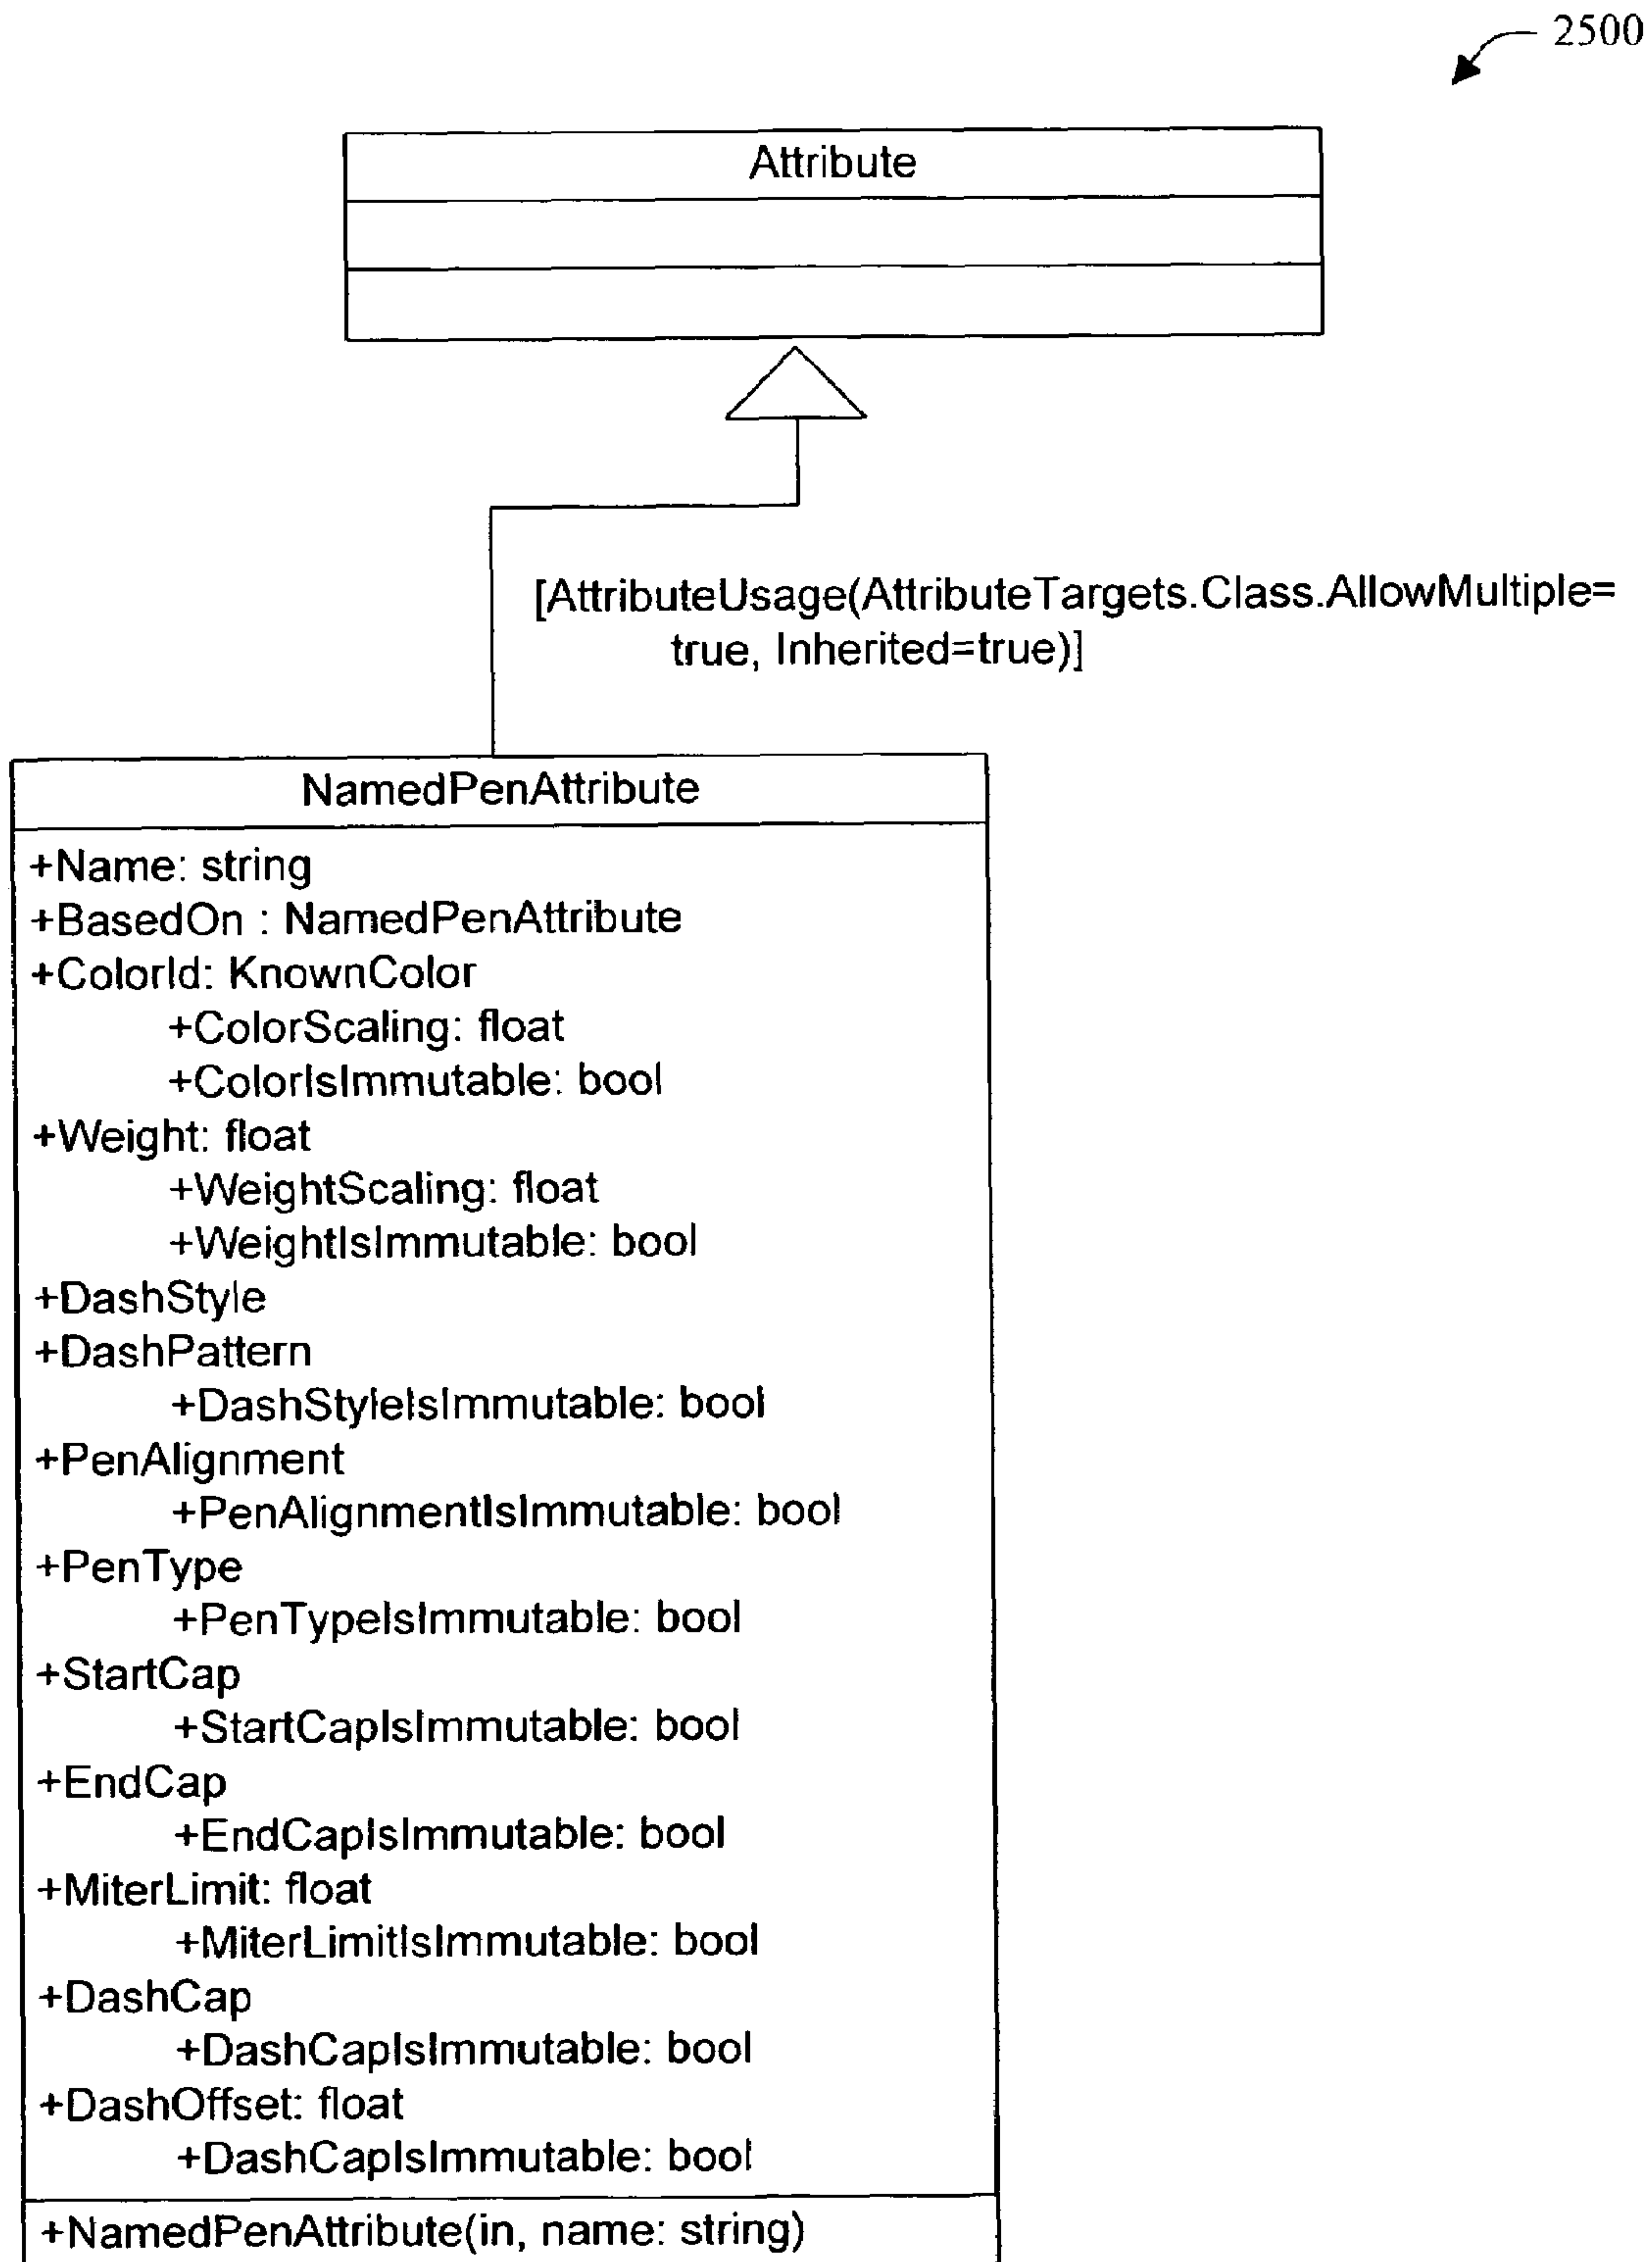 2500
Attribute
[AttributeUsage(AttributeTargets.Class.AllowMultiple=
true, Inherited=true)]
NamedPenAttribute
+Name: string
+BasedOn : NamedPenAttribute
+ColorId: KnownColor
+ColorScaling: float
+ColorIsImmutable: bool
+Weight: float
+WeightScaling: float
+WeightIsImmutable: bool
+DashStyle
+DashPattern
+DashStyleIsImmutable: bool
+PenAlignment
+PenAlignmentIsImmutable: bool
+PenType
+PenTypeIsImmutable: bool
+StartCap
+StartCapIsImmutable: bool
+EndCap
+EndCapIsImmutable: bool
+MiterLimit: float
+MiterLimitIsImmutable: bool
+DashCap
+DashCapIsImmutable: bool
+DashOffset: float
+DashCapIsImmutable: bool
+NamedPenAttribute(in, name: string)